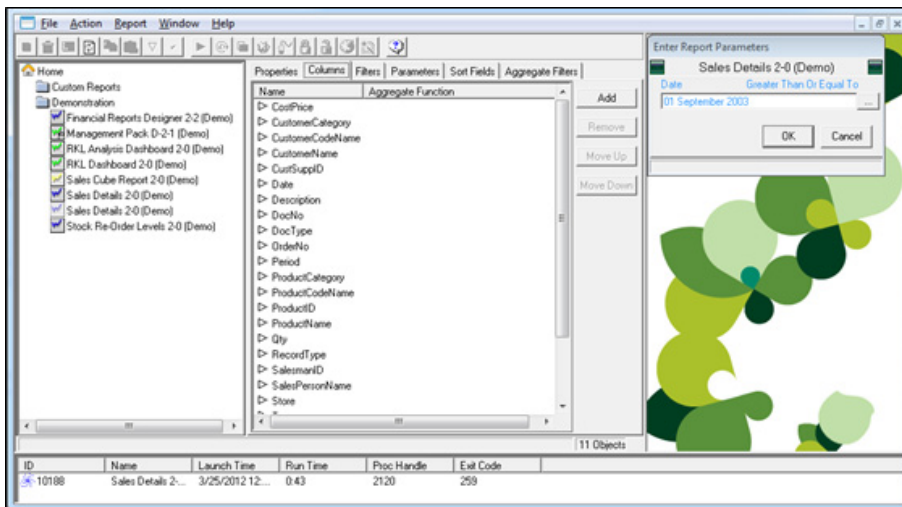 File Action Report Window Help
Home
Custom Reports
Demonstration
Financial Reports Designer 2-2 (Demo)
Management Pack D-2-1 (Demo)
RKL Analysis Dashboard 2-0 (Demo)
RKL Dashboard 2-0 (Demo)
Sales Cube Report 2-0 (Demo)
Sales Details 2-0 (Demo)
Sales Details 2-0 (Demo)
Stock Re-Order Levels 2-0 (Demo)
Properties Columns Filters Parameters Sort Fields Aggregate Filters
Name Aggregate Function
CostPrice
CustomerCategory
CustomerCodeName
CustomerName
CustSuppID
Date
Description
DocNo
DocType
OrderNo
Period
ProductCategory
ProductCodeName
ProductID
ProductName
Qty
RecordType
SalesmanID
SalesPersonName
Store
Add
Remove
Move Up
Move Down
11 Objects
Enter Report Parameters
Sales Details 2-0 (Demo)
Date Greater Than Or Equal To
01 September 2003
...
OK Cancel
ID Name Launch Time Run Time Proc Handle Exit Code
10188 Sales Details 2-... 3/25/2012 12:... 0:43 2120 259